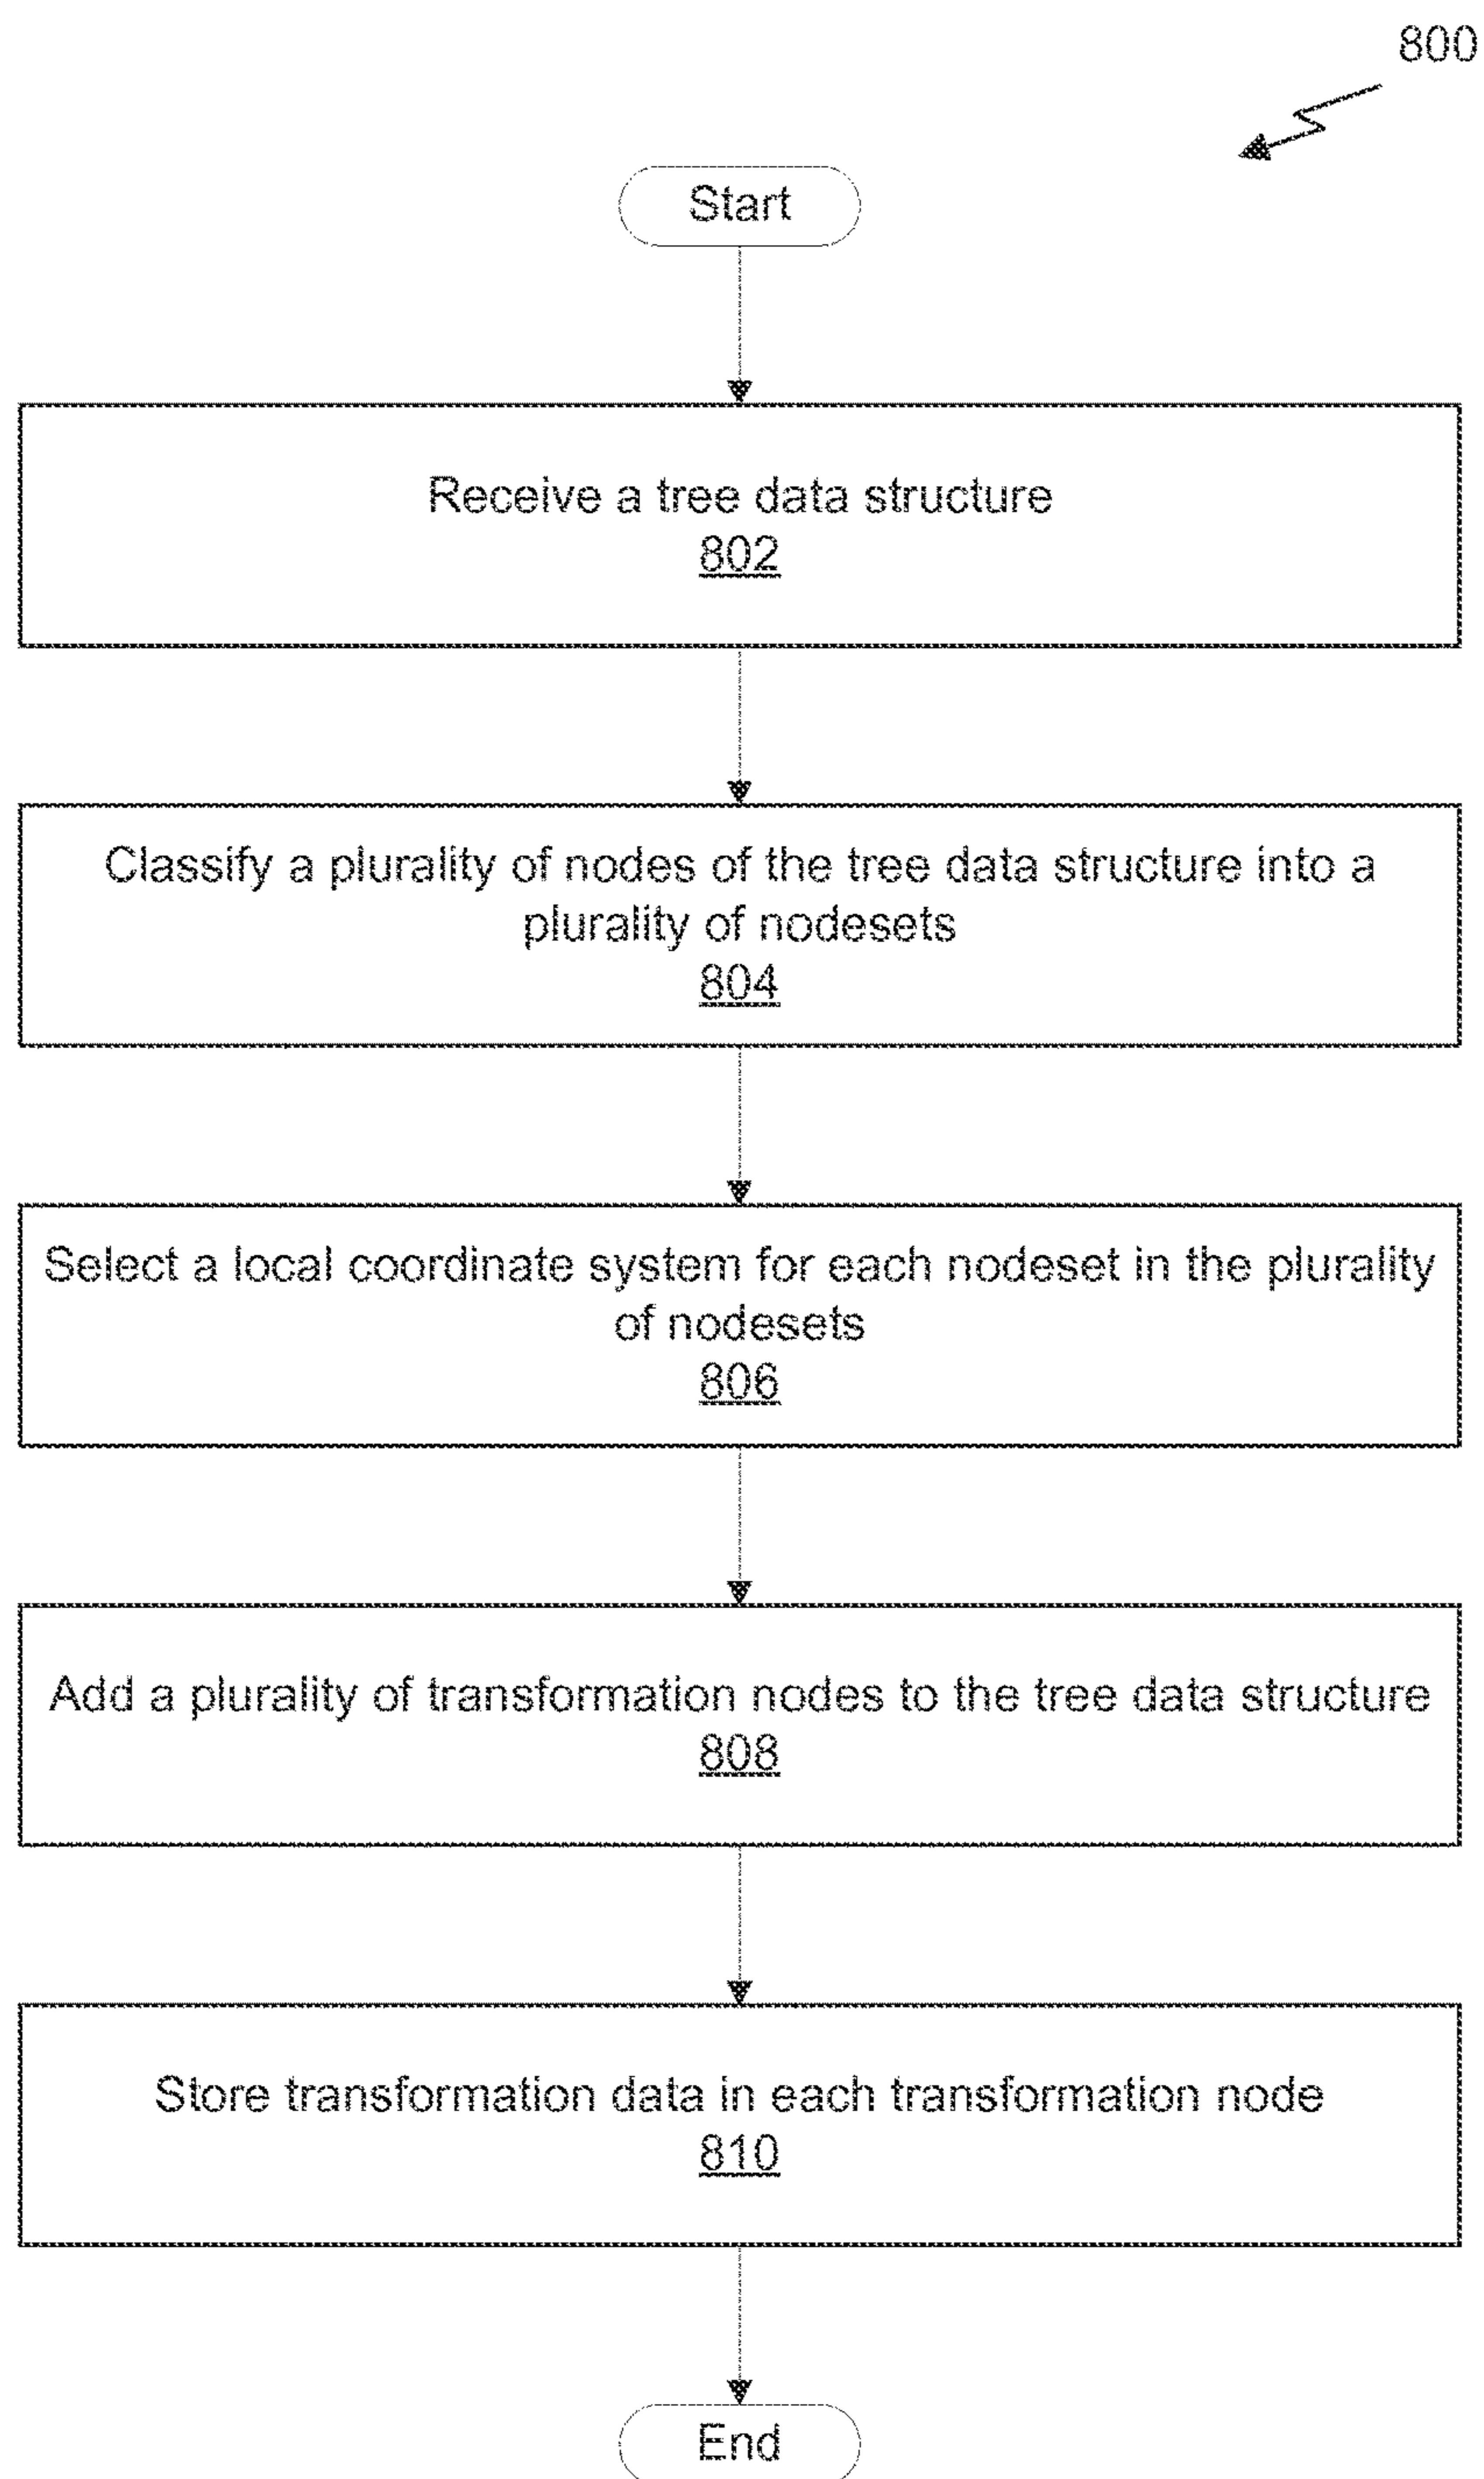 800
Start
Receive a tree data structure
802
Classify a plurality of nodes of the tree data structure into a
plurality of nodesets
804
Select a local coordinate system for each nodeset in the plurality
of nodesets
806
Add a plurality of transformation nodes to the tree data structure
808
Store transformation data in each transformation node
810
End